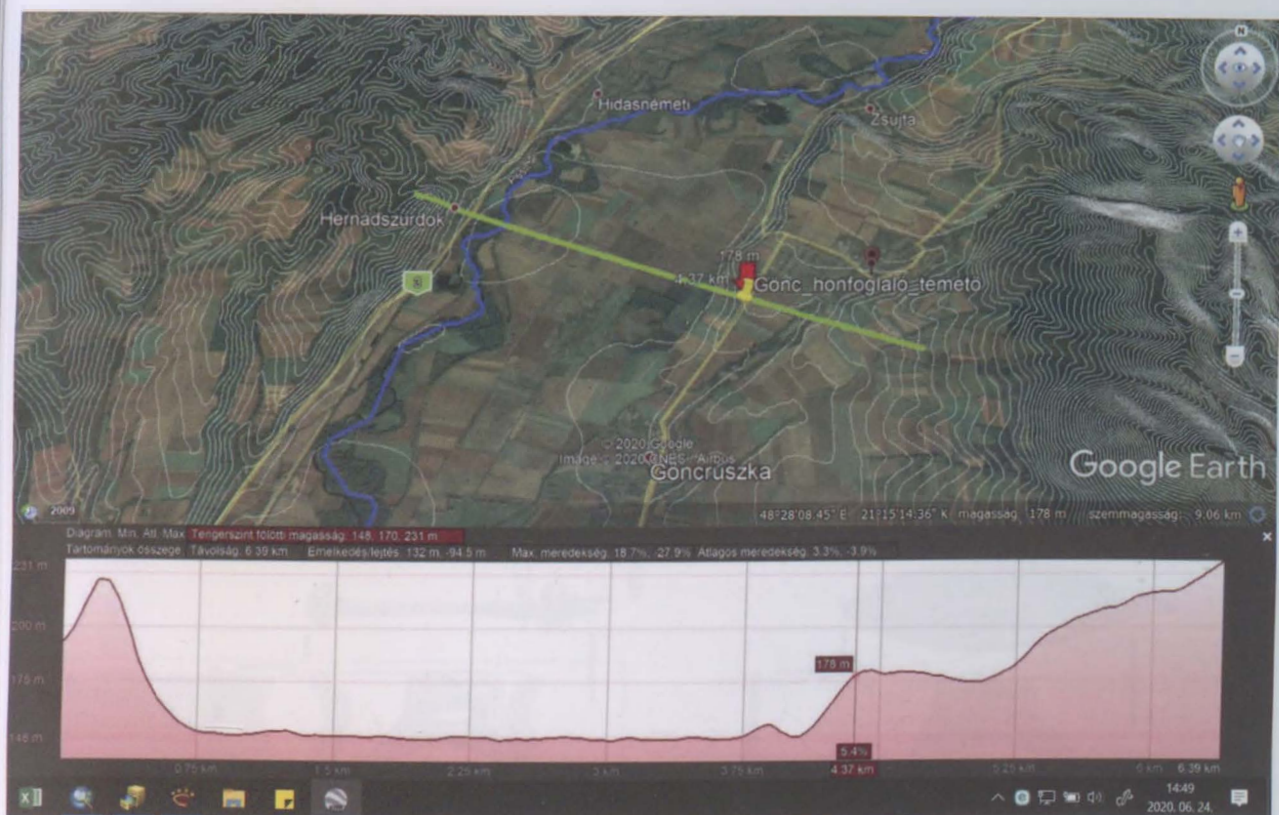 N
Hidasnémeti
Zsujta
Hernádszurdok
178 m
4.37 km
Gönc_honfoglaló_temető
3
© 2020 Google
Image © 2020 CNES / Airbus
Göncruszka
Google Earth
2009
48°28'08.45" É 21°15'14.36" K magasság 178 m szemmagasság: 9.06 km
Diagram: Min. Átl. Max. Tengerszint fölötti magasság: 148, 170, 231 m
Tartományok összege: Távolság: 6.39 km Emelkedés/lejtés: 132 m, -94.5 m Max. meredekség: 18.7%, -27.9% Átlagos meredekség: 3.3%, -3.9%
231 m
200 m
175 m
178 m
148 m
5.4%
0.75 km 1.5 km 2.25 km 3 km 3.75 km 4.37 km 5.25 km 6 km 6.39 km
14:49
2020. 06. 24.